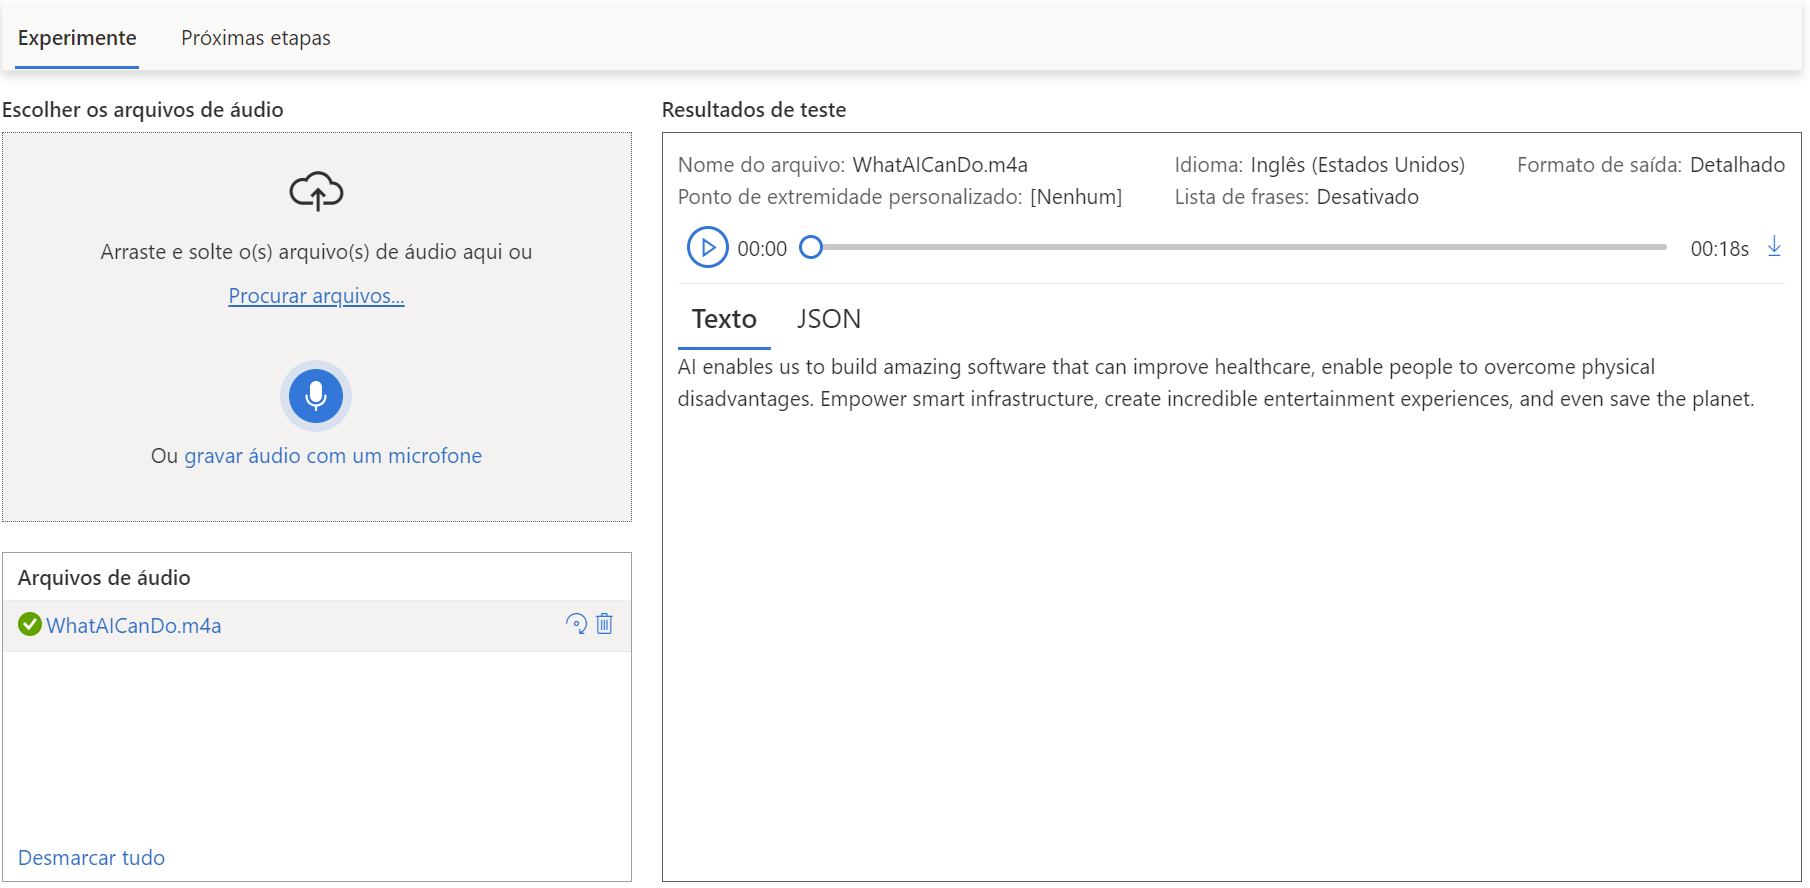 Experimente
Próximas etapas
Escolher os arquivos de áudio
Arraste e solte o(s) arquivo(s) de áudio aqui ou
Procurar arquivos...
Ou gravar áudio com um microfone
Arquivos de áudio
WhatAICanDo.m4a
Desmarcar tudo
Resultados de teste
Nome do arquivo: WhatAICanDo.m4a
Idioma: Inglês (Estados Unidos)
Formato de saída: Detalhado
Ponto de extremidade personalizado: [Nenhum]
Lista de frases: Desativado
00:00
00:18s
Texto
JSON
AI enables us to build amazing software that can improve healthcare, enable people to overcome physical
disadvantages. Empower smart infrastructure, create incredible entertainment experiences, and even save the planet.